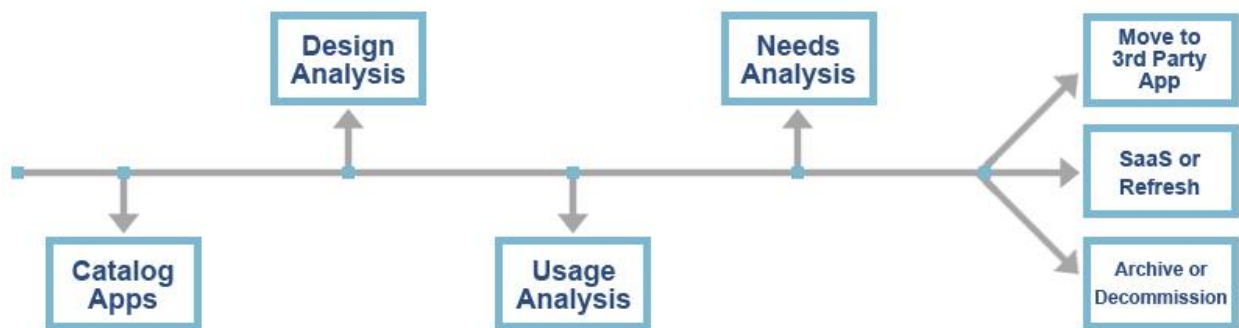 Design
Analysis
Needs
Analysis
Move to
3rd Party
App
SaaS or
Refresh
Catalog
Apps
Usage
Analysis
Archive or
Decommission